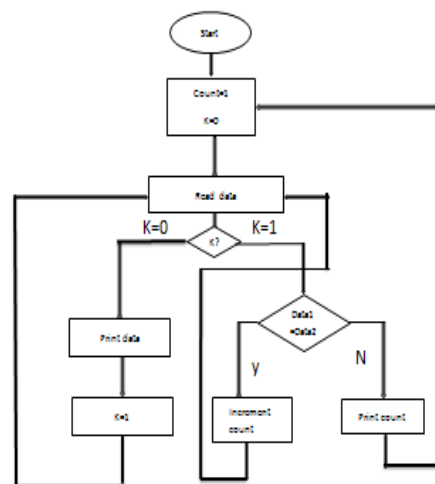 Start
Count=1
K=0
Read data
K=0
K=1
K?
Data1
=Data2
Print data
y
N
K=1
Increment
count
Print count